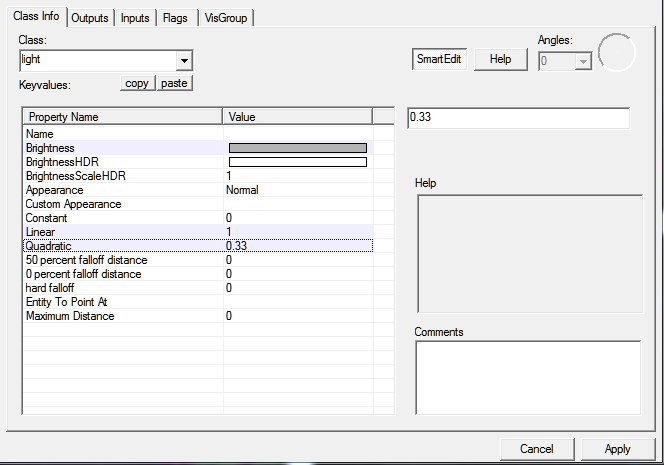 Class Info Outputs Inputs Flags VisGroup
Class:
light
Keyvalues: copy paste
SmartEdit Help
Angles:
0
Property Name Value
Name
Brightness
BrightnessHDR
BrightnessScaleHDR 1
Appearance Normal
Custom Appearance
Constant 0
Linear 1
Quadratic 0.33
50 percent falloff distance 0
0 percent falloff distance 0
hard falloff 0
Entity To Point At
Maximum Distance 0
0.33
Help
Comments
Cancel Apply